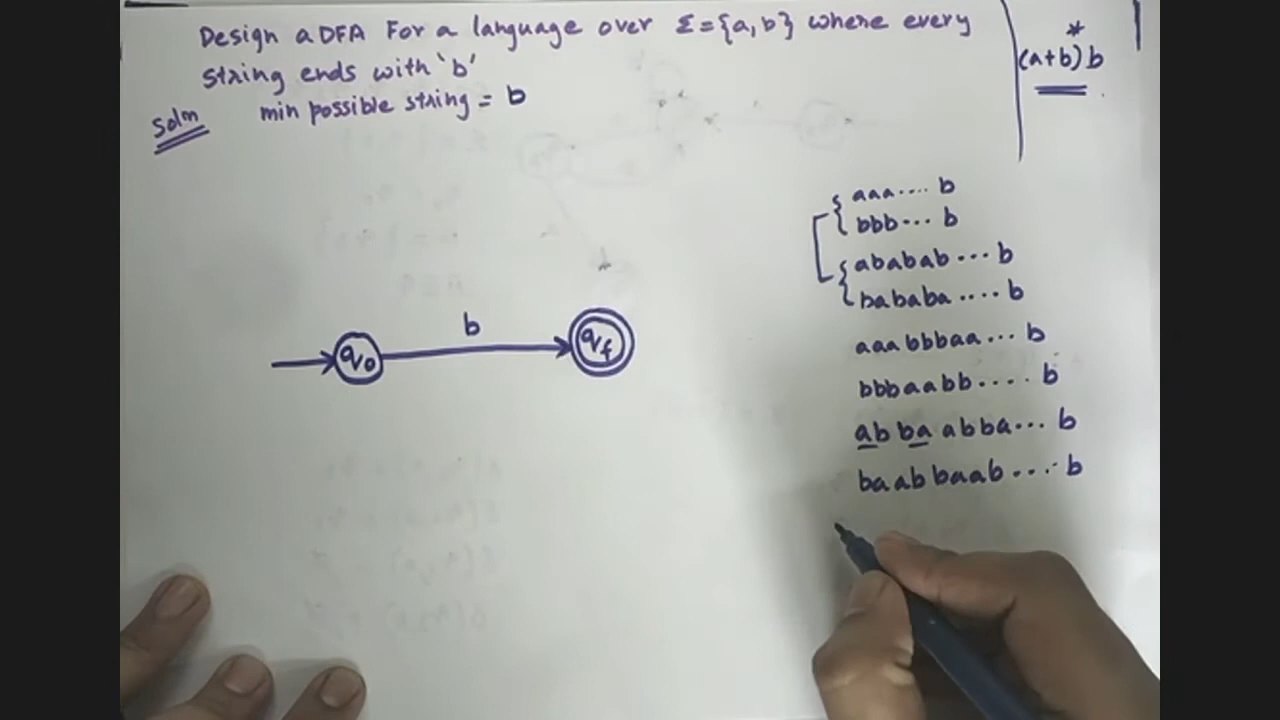 Design a DFA For a language over Σ={a,b} where every
string ends with 'b'
(a+b)*b
Soln
min possible string = b
aaa.... b
bbb... b
ababab... b
bababa.... b
aaabbbaa... b
bbbaabb.... b
abbaabba... b
baabbaab.... b
b
q0
qf